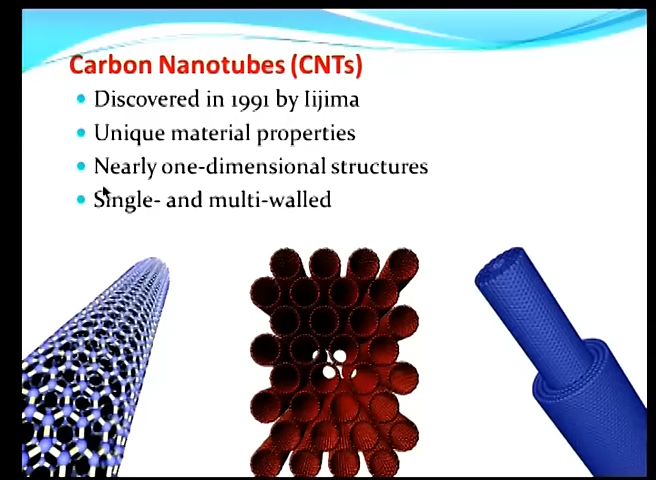 Carbon Nanotubes (CNTs)
• Discovered in 1991 by Iijima
• Unique material properties
• Nearly one-dimensional structures
• Single- and multi-walled